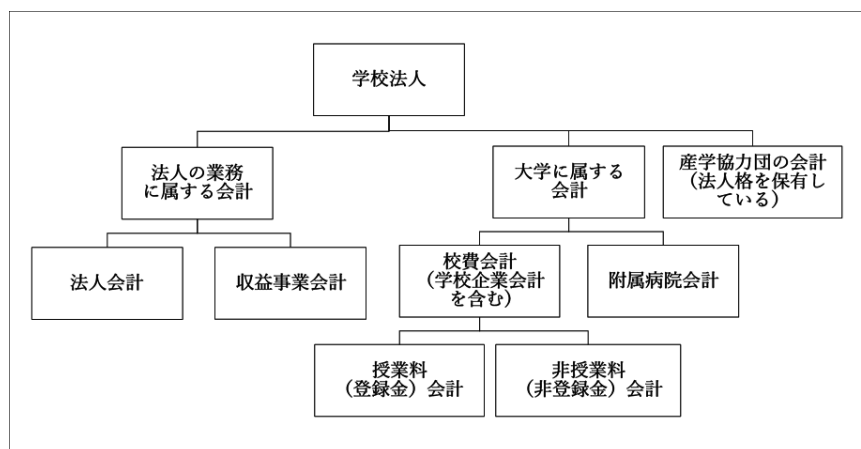 学校法人
法人の業務
に属する会計
大学に属する
会計
産学協力団の会計
（法人格を保有し
ている）
法人会計
収益事業会計
校費会計
（学校企業会計
を含む）
附属病院会計
授業料
（登録金）会計
非授業料
（非登録金）会計